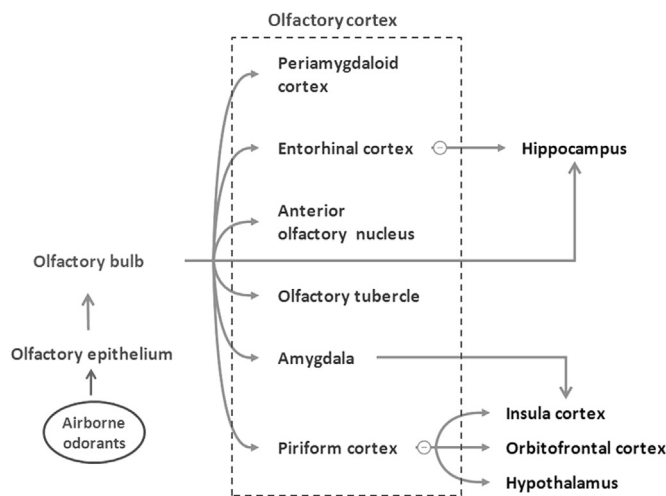 Olfactory cortex
Periamygdaloid
cortex
Entorhinal cortex
Hippocampus
Anterior
olfactory nucleus
Olfactory bulb
Olfactory tubercle
Olfactory epithelium
Amygdala
Airborne
odorants
Insula cortex
Piriform cortex
Orbitofrontal cortex
Hypothalamus